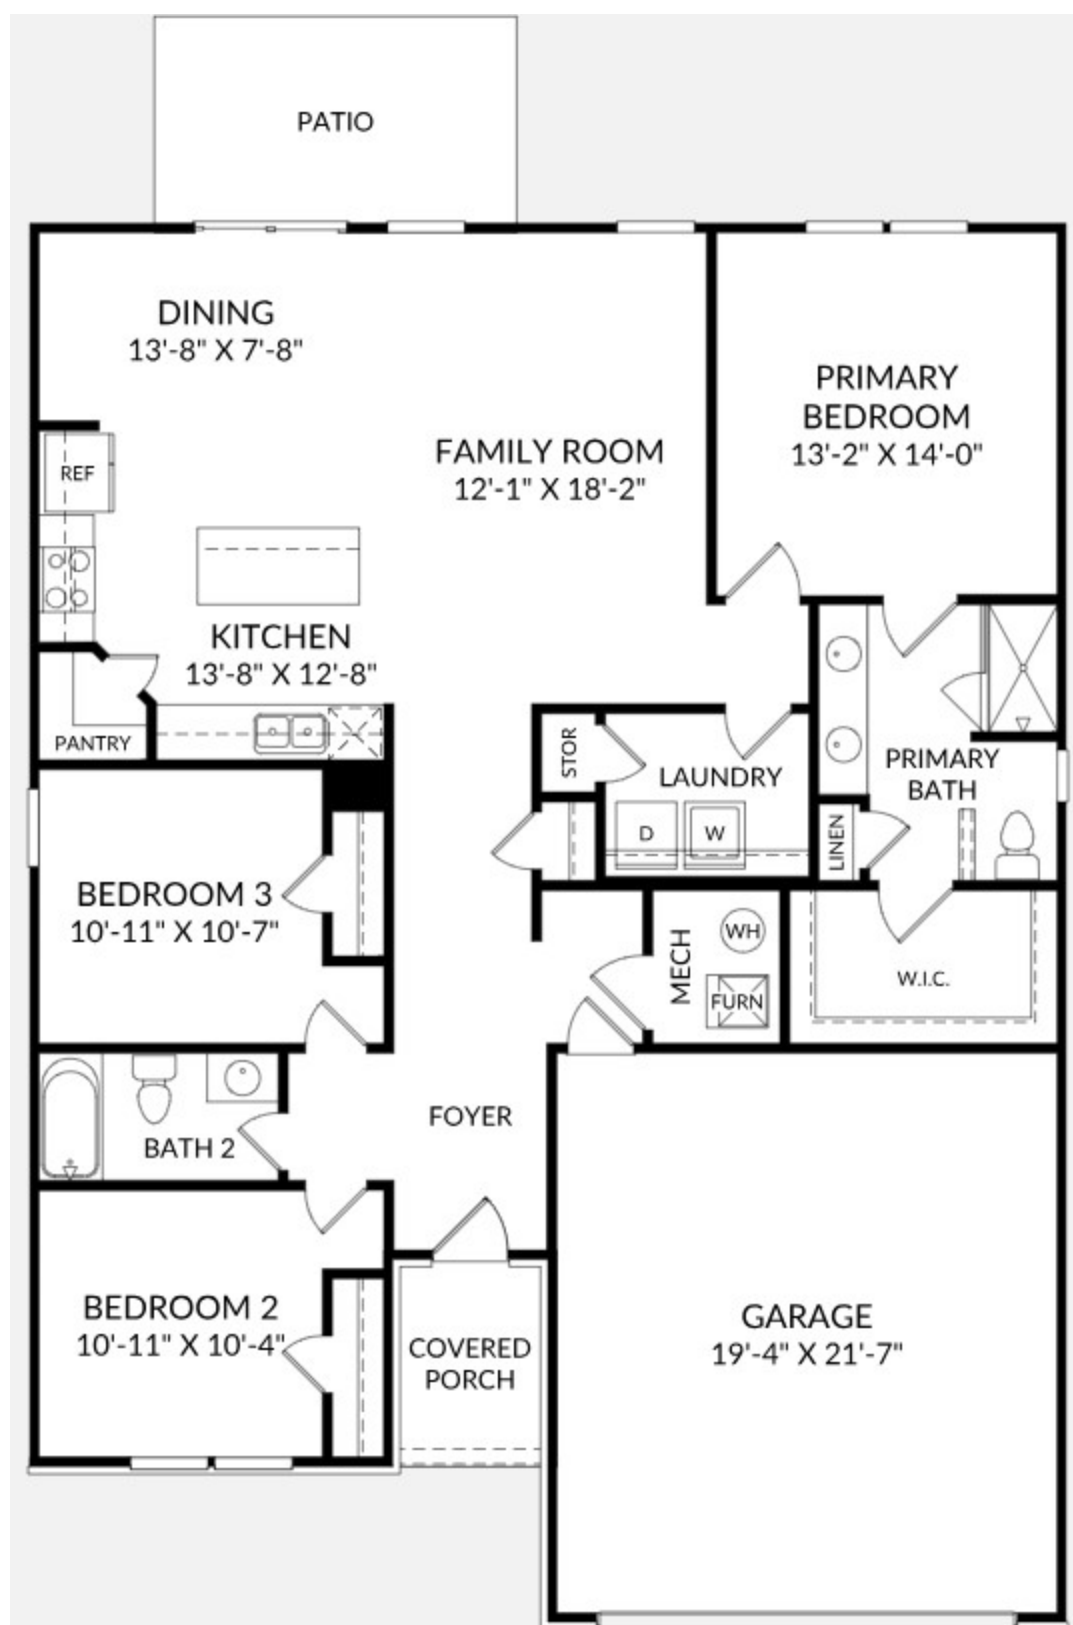 PATIO
DINING
13'-8" X 7'-8"
PRIMARY
BEDROOM
13'-2" X 14'-0"
FAMILY ROOM
12'-1" X 18'-2"
REF
KITCHEN
13'-8" X 12'-8"
PANTRY
STOR
LAUNDRY
D
W
PRIMARY
BATH
LINEN
BEDROOM 3
10'-11" X 10'-7"
MECH
WH
FURN
W.I.C.
FOYER
BATH 2
BEDROOM 2
10'-11" X 10'-4"
COVERED
PORCH
GARAGE
19'-4" X 21'-7"